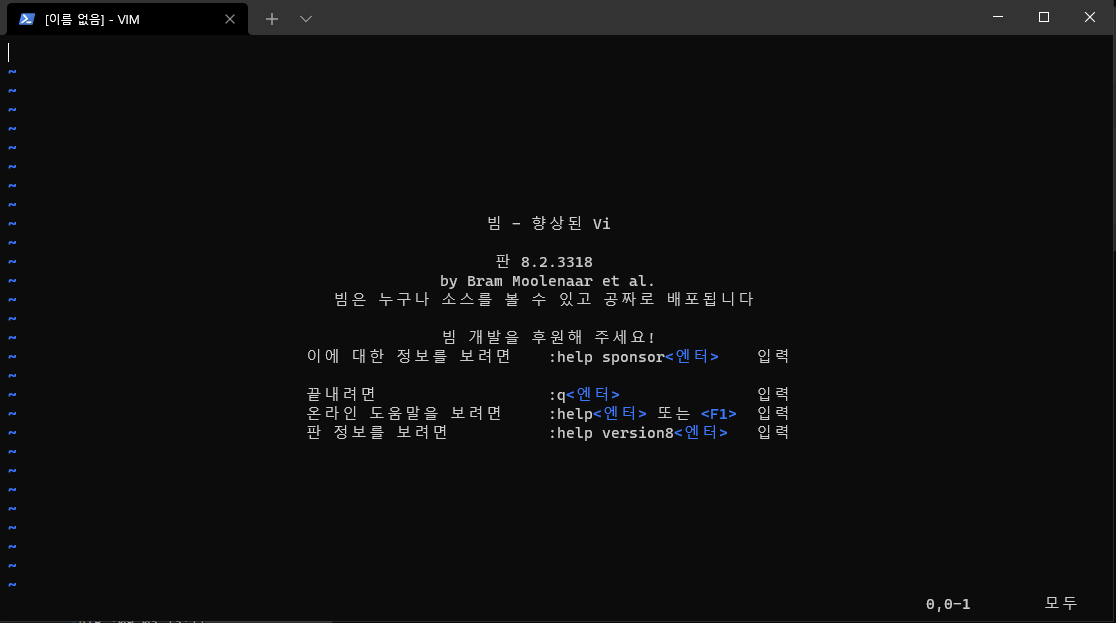 [이름 없음] - VIM
~
~
~
~
~
~
~
~
~ 빔 - 향상된 Vi
~
~ 판 8.2.3318
~ by Bram Moolenaar et al.
~ 빔은 누구나 소스를 볼 수 있고 공짜로 배포됩니다
~
~ 빔 개발을 후원해 주세요!
~ 이에 대한 정보를 보려면 :help sponsor<엔터> 입력
~
~ 끝내려면 :q<엔터> 입력
~ 온라인 도움말을 보려면 :help<엔터> 또는 <F1> 입력
~ 판 정보를 보려면 :help version8<엔터> 입력
~
~
~
~
~
~
~
~
0,0-1 모두